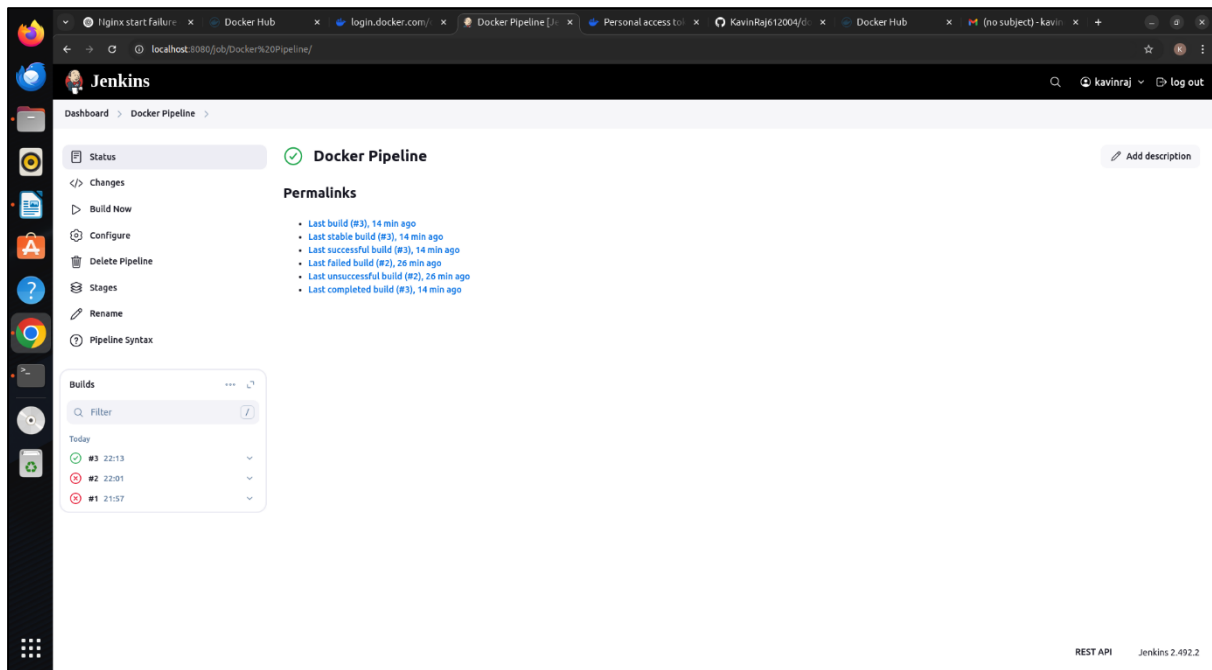 Nginx start failure
Docker Hub
login.docker.com/
Docker Pipeline [Je
Personal access tok
KavinRaj612004/do
Docker Hub
(no subject) - kavin
localhost:8080/job/Docker%20Pipeline/
K
Jenkins
kavinraj
log out
Dashboard > Docker Pipeline >
Status
Changes
Build Now
Configure
Delete Pipeline
Stages
Rename
Pipeline Syntax
Builds
Filter
/
Today
#3 22:13
#2 22:01
#1 21:57
Docker Pipeline
Add description
Permalinks
Last build (#3), 14 min ago
Last stable build (#3), 14 min ago
Last successful build (#3), 14 min ago
Last failed build (#2), 26 min ago
Last unsuccessful build (#2), 26 min ago
Last completed build (#3), 14 min ago
REST API
Jenkins 2.492.2